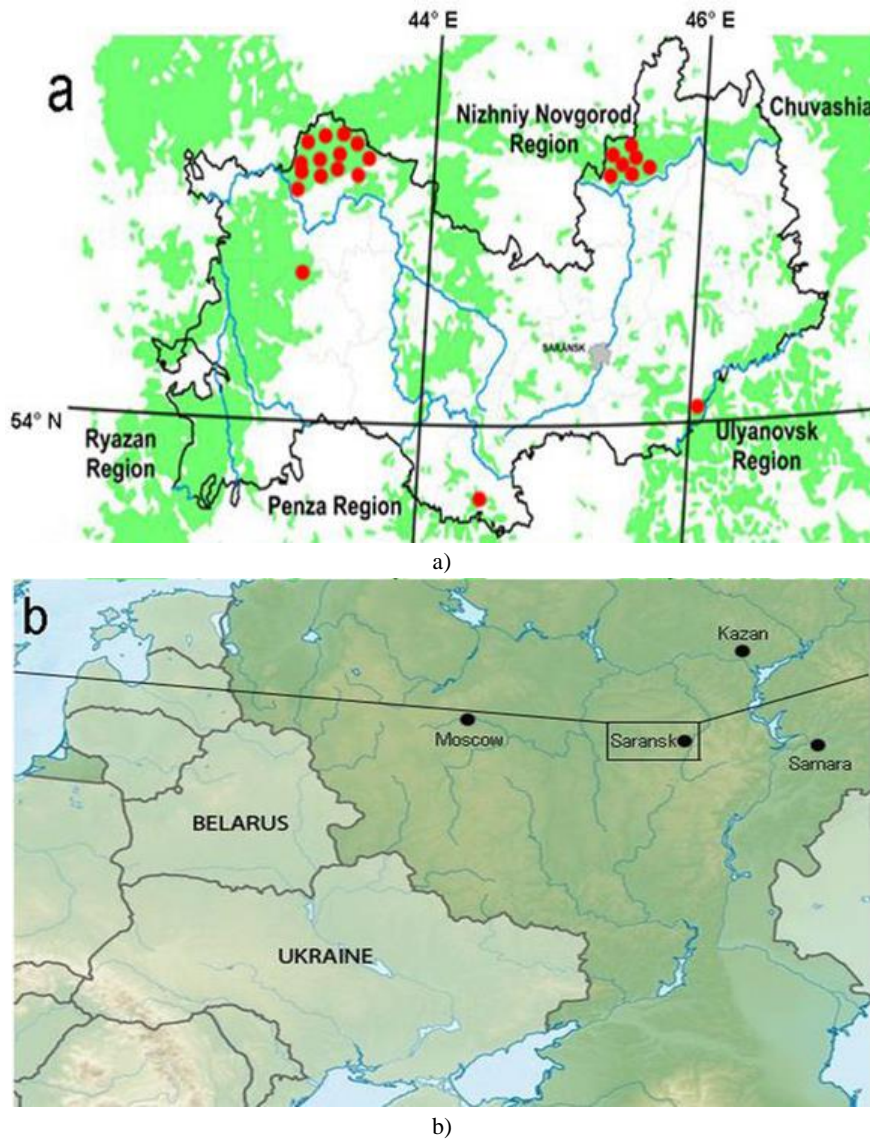 44° E
46° E
a
Nizhniy Novgorod
Region
Chuvashia
SARANSK
54° N
Ryazan
Region
Ulyanovsk
Region
Penza Region
a)
b
Kazan
Moscow
Saransk
Samara
BELARUS
UKRAINE
b)